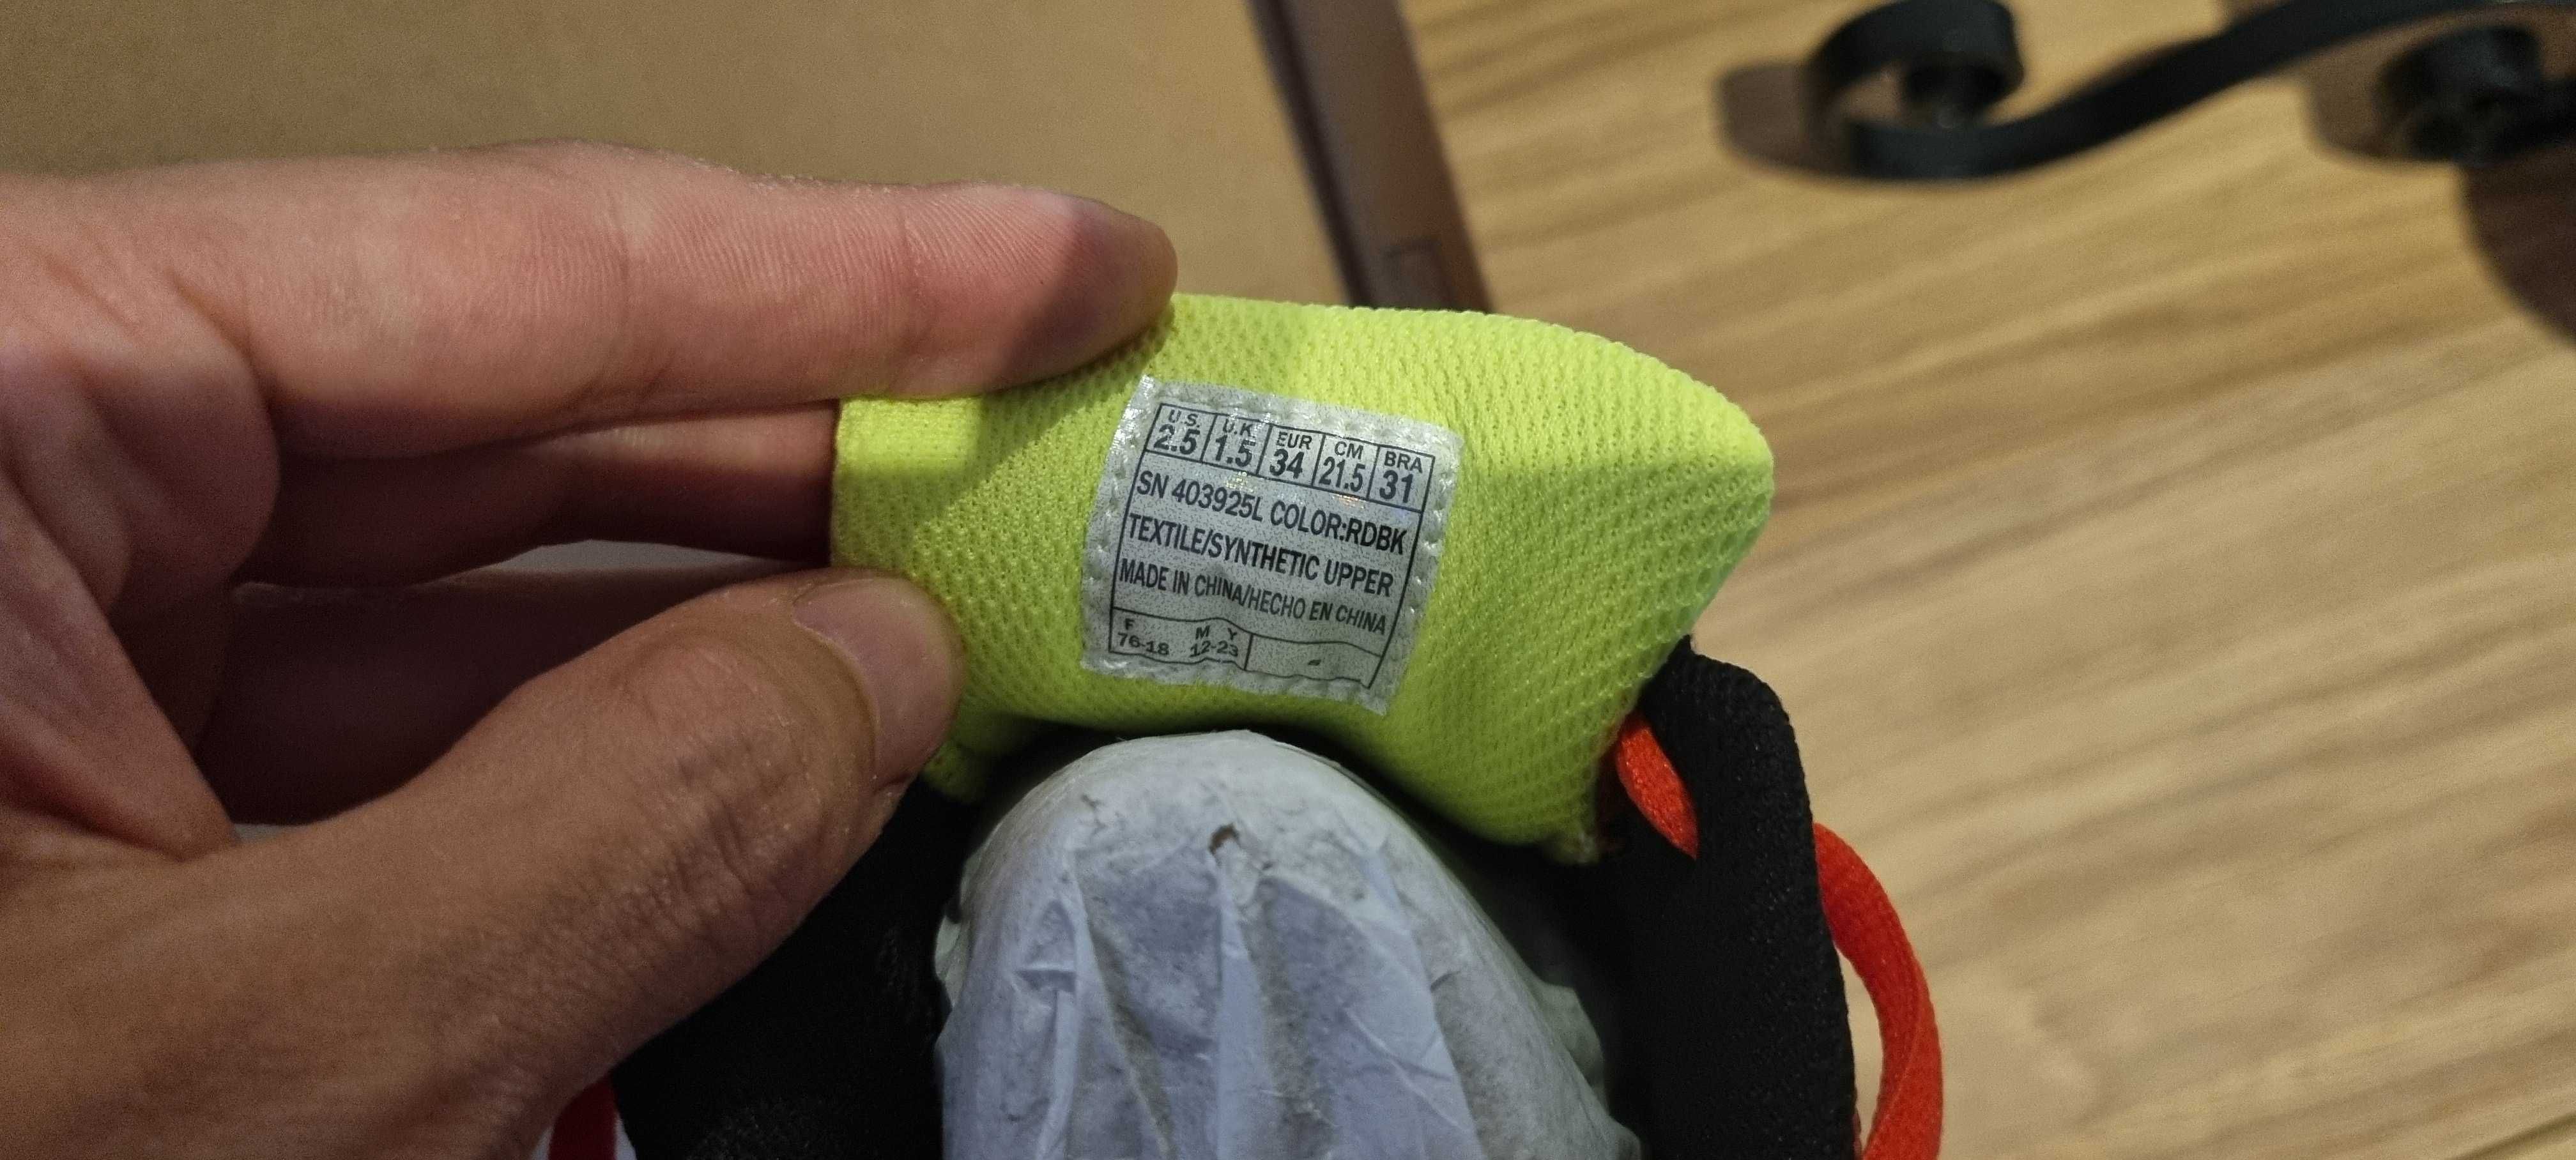 U.S. U.K EUR CM BRA
2.5 1.5 34 21.5 31
SN 403925L COLOR:RDBK
TEXTILE/SYNTHETIC UPPER
MADE IN CHINA/HECHO EN CHINA
F M Y
76-18 12-23 -